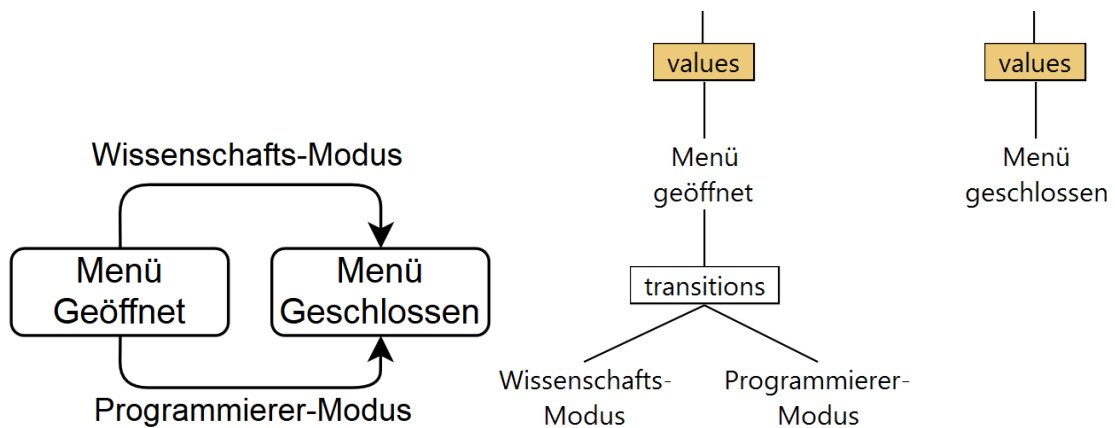 Wissenschafts-Modus
Menü
Geöffnet
Menü
Geschlossen
Programmierer-Modus
values
Menü
geöffnet
transitions
Wissenschafts-
Modus
Programmierer-
Modus
values
Menü
geschlossen